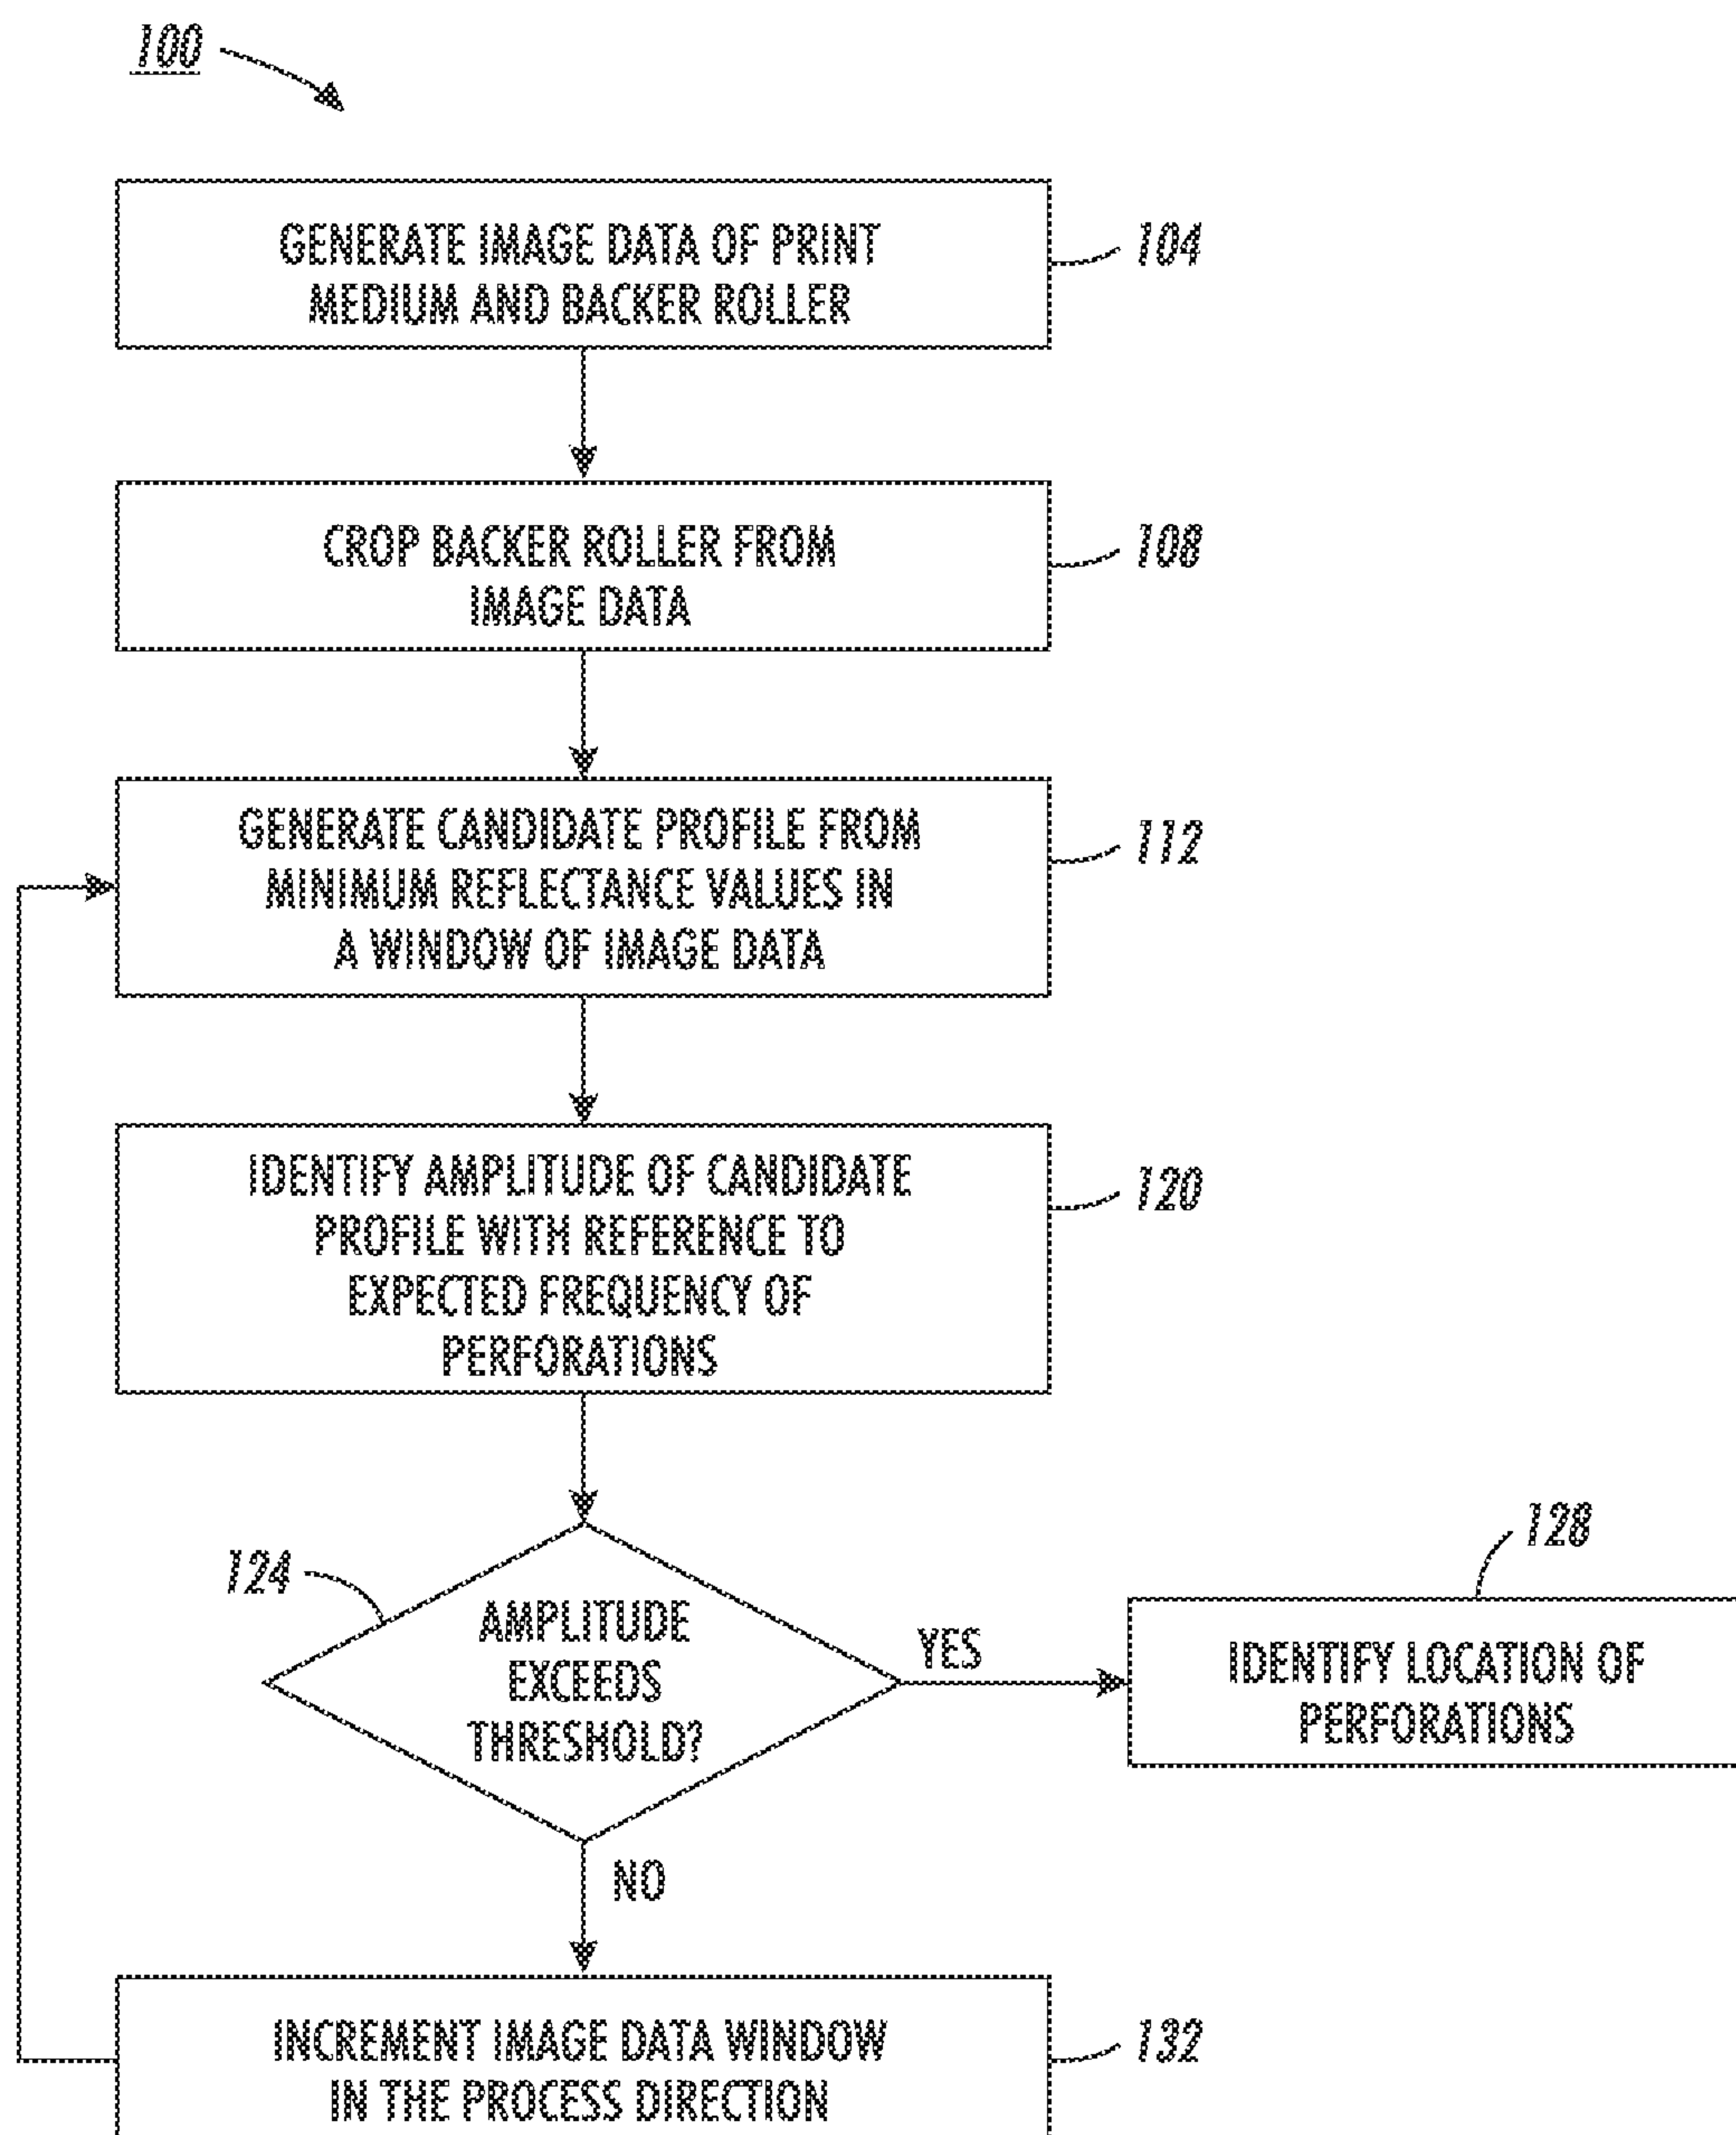 100
GENERATE IMAGE DATA OF PRINT
MEDIUM AND BACKER ROLLER
104
CROP BACKER ROLLER FROM
IMAGE DATA
108
GENERATE CANDIDATE PROFILE FROM
MINIMUM REFLECTANCE VALUES IN
A WINDOW OF IMAGE DATA
112
IDENTIFY AMPLITUDE OF CANDIDATE
PROFILE WITH REFERENCE TO
EXPECTED FREQUENCY OF
PERFORATIONS
120
124
AMPLITUDE
EXCEEDS
THRESHOLD?
YES
128
IDENTIFY LOCATION OF
PERFORATIONS
NO
INCREMENT IMAGE DATA WINDOW
IN THE PROCESS DIRECTION
132